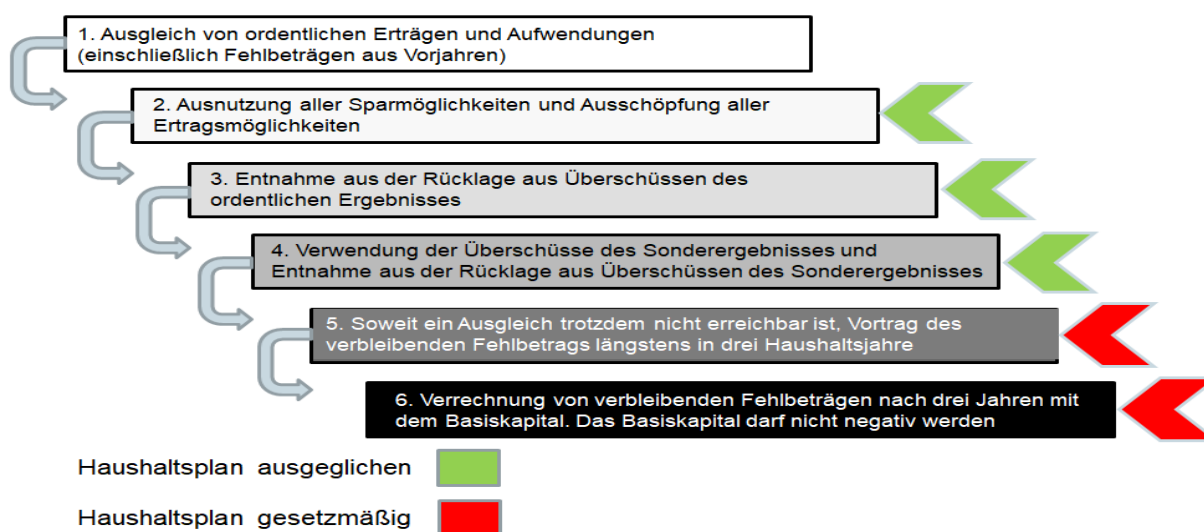 1. Ausgleich von ordentlichen Erträgen und Aufwendungen
(einschließlich Fehlbeträgen aus Vorjahren)
2. Ausnutzung aller Sparmöglichkeiten und Ausschöpfung aller
Ertragsmöglichkeiten
3. Entnahme aus der Rücklage aus Überschüssen des
ordentlichen Ergebnisses
4. Verwendung der Überschüsse des Sonderergebnisses und
Entnahme aus der Rücklage aus Überschüssen des Sonderergebnisses
5. Soweit ein Ausgleich trotzdem nicht erreichbar ist, Vortrag des
verbleibenden Fehlbetrags längstens in drei Haushaltsjahre
6. Verrechnung von verbleibenden Fehlbeträgen nach drei Jahren mit
dem Basiskapital. Das Basiskapital darf nicht negativ werden
Haushaltsplan ausgeglichen
Haushaltsplan gesetzmäßig